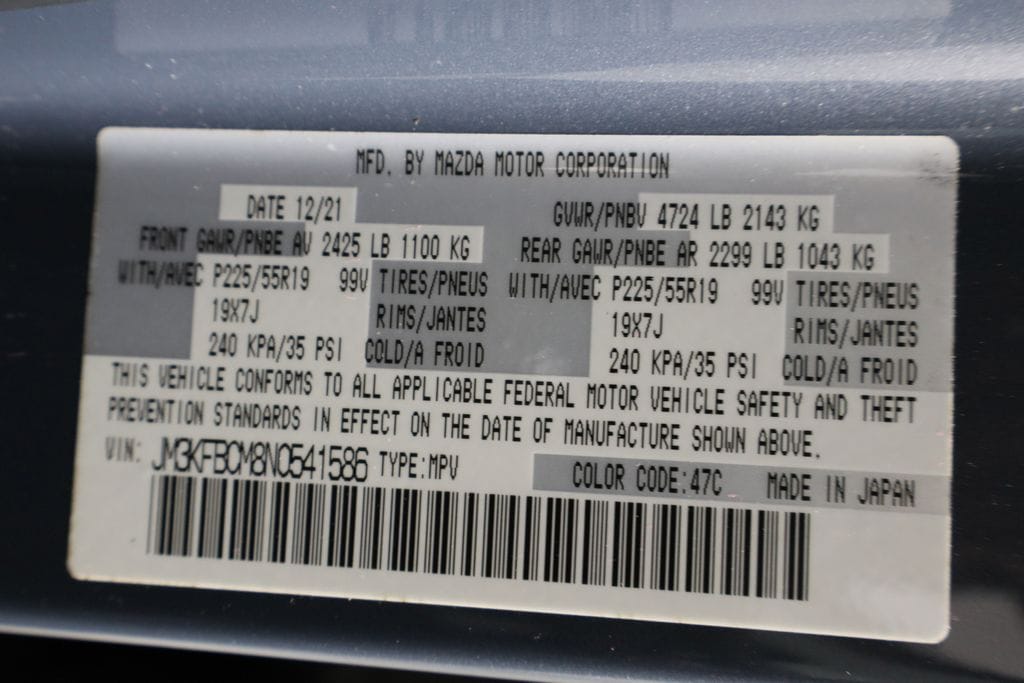 MFD. BY MAZDA MOTOR CORPORATION
DATE 12/21 GVWR/PNBV 4724 LB 2143 KG
FRONT GAWR/PNBE AV 2425 LB 1100 KG REAR GAWR/PNBE AR 2299 LB 1043 KG
WITH/AVEC P225/55R19 99V TIRES/PNEUS WITH/AVEC P225/55R19 99V TIRES/PNEUS
19X7J RIMS/JANTES 19X7J RIMS/JANTES
240 KPA/35 PSI COLD/A FROID 240 KPA/35 PSI COLD/A FROID
THIS VEHICLE CONFORMS TO ALL APPLICABLE FEDERAL MOTOR VEHICLE SAFETY AND THEFT
PREVENTION STANDARDS IN EFFECT ON THE DATE OF MANUFACTURE SHOWN ABOVE.
VIN: JM3KFBCM8N0541586 TYPE:MPV COLOR CODE:47C MADE IN JAPAN